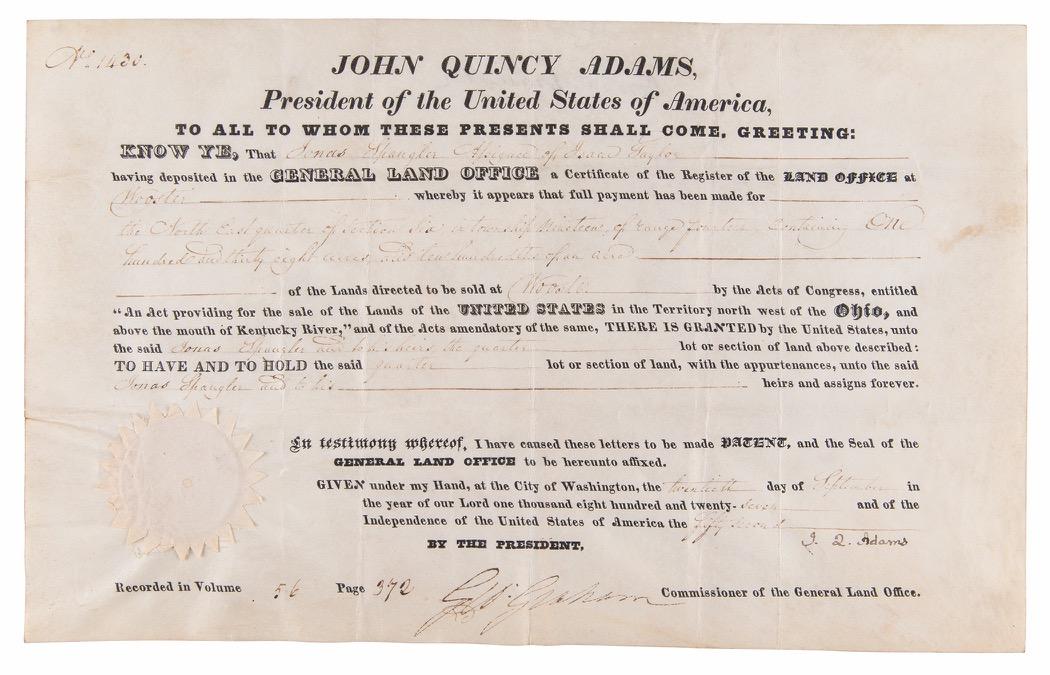 No. 1430.
JOHN QUINCY ADAMS,
President of the United States of America,
TO ALL TO WHOM THESE PRESENTS SHALL COME, GREETING:
KNOW YE, That Jonas Spangler Assignee of Isaac Taylor
having deposited in the GENERAL LAND OFFICE a Certificate of the Register of the LAND OFFICE at
Wooster whereby it appears that full payment has been made for
the North East quarter of Section Six in township Nineteen, of range fourteen, Containing One
hundred and thirty eight acres, and hundredths of an acre
of the Lands directed to be sold at Wooster by the Acts of Congress, entitled
“An Act providing for the sale of the Lands of the UNITED STATES in the Territory north west of the Ohio, and
above the mouth of Kentucky River,” and of the Acts amendatory of the same, THERE IS GRANTED by the United States, unto
the said Jonas Spangler and to his heirs the quarter lot or section of land above described:
TO HAVE AND TO HOLD the said quarter lot or section of land, with the appurtenances, unto the said
Jonas Spangler and to his heirs and assigns forever.
In testimony whereof, I have caused these letters to be made PATENT, and the Seal of the
GENERAL LAND OFFICE to be hereunto affixed.
GIVEN under my Hand, at the City of Washington, the twentieth day of September in
the year of our Lord one thousand eight hundred and twenty-seven and of the
Independence of the United States of America the fifty second
BY THE PRESIDENT, J. Q. Adams
Recorded in Volume 56 Page 372 Geo. Graham Commissioner of the General Land Office.